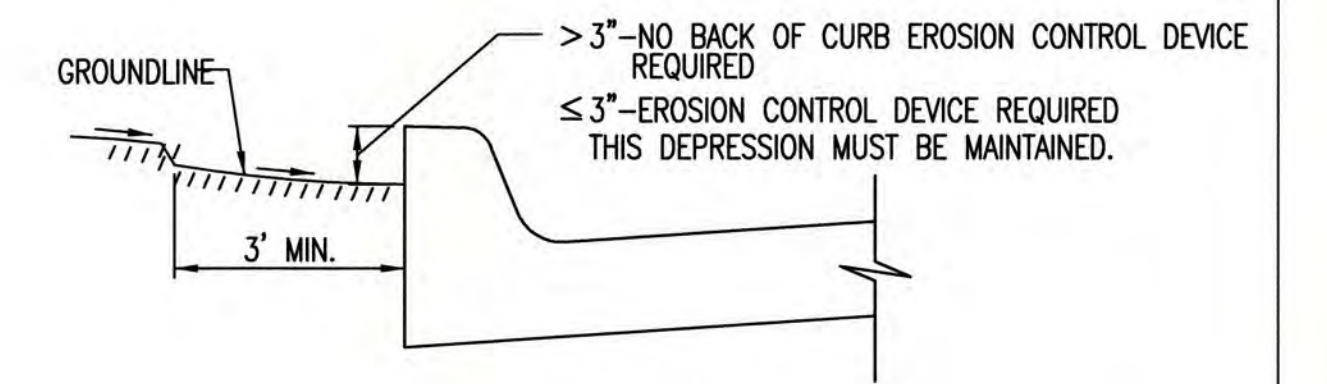 > 3"-NO BACK OF CURB EROSION CONTROL DEVICE
REQUIRED
≤ 3"-EROSION CONTROL DEVICE REQUIRED
THIS DEPRESSION MUST BE MAINTAINED.
GROUNDLINE
3' MIN.